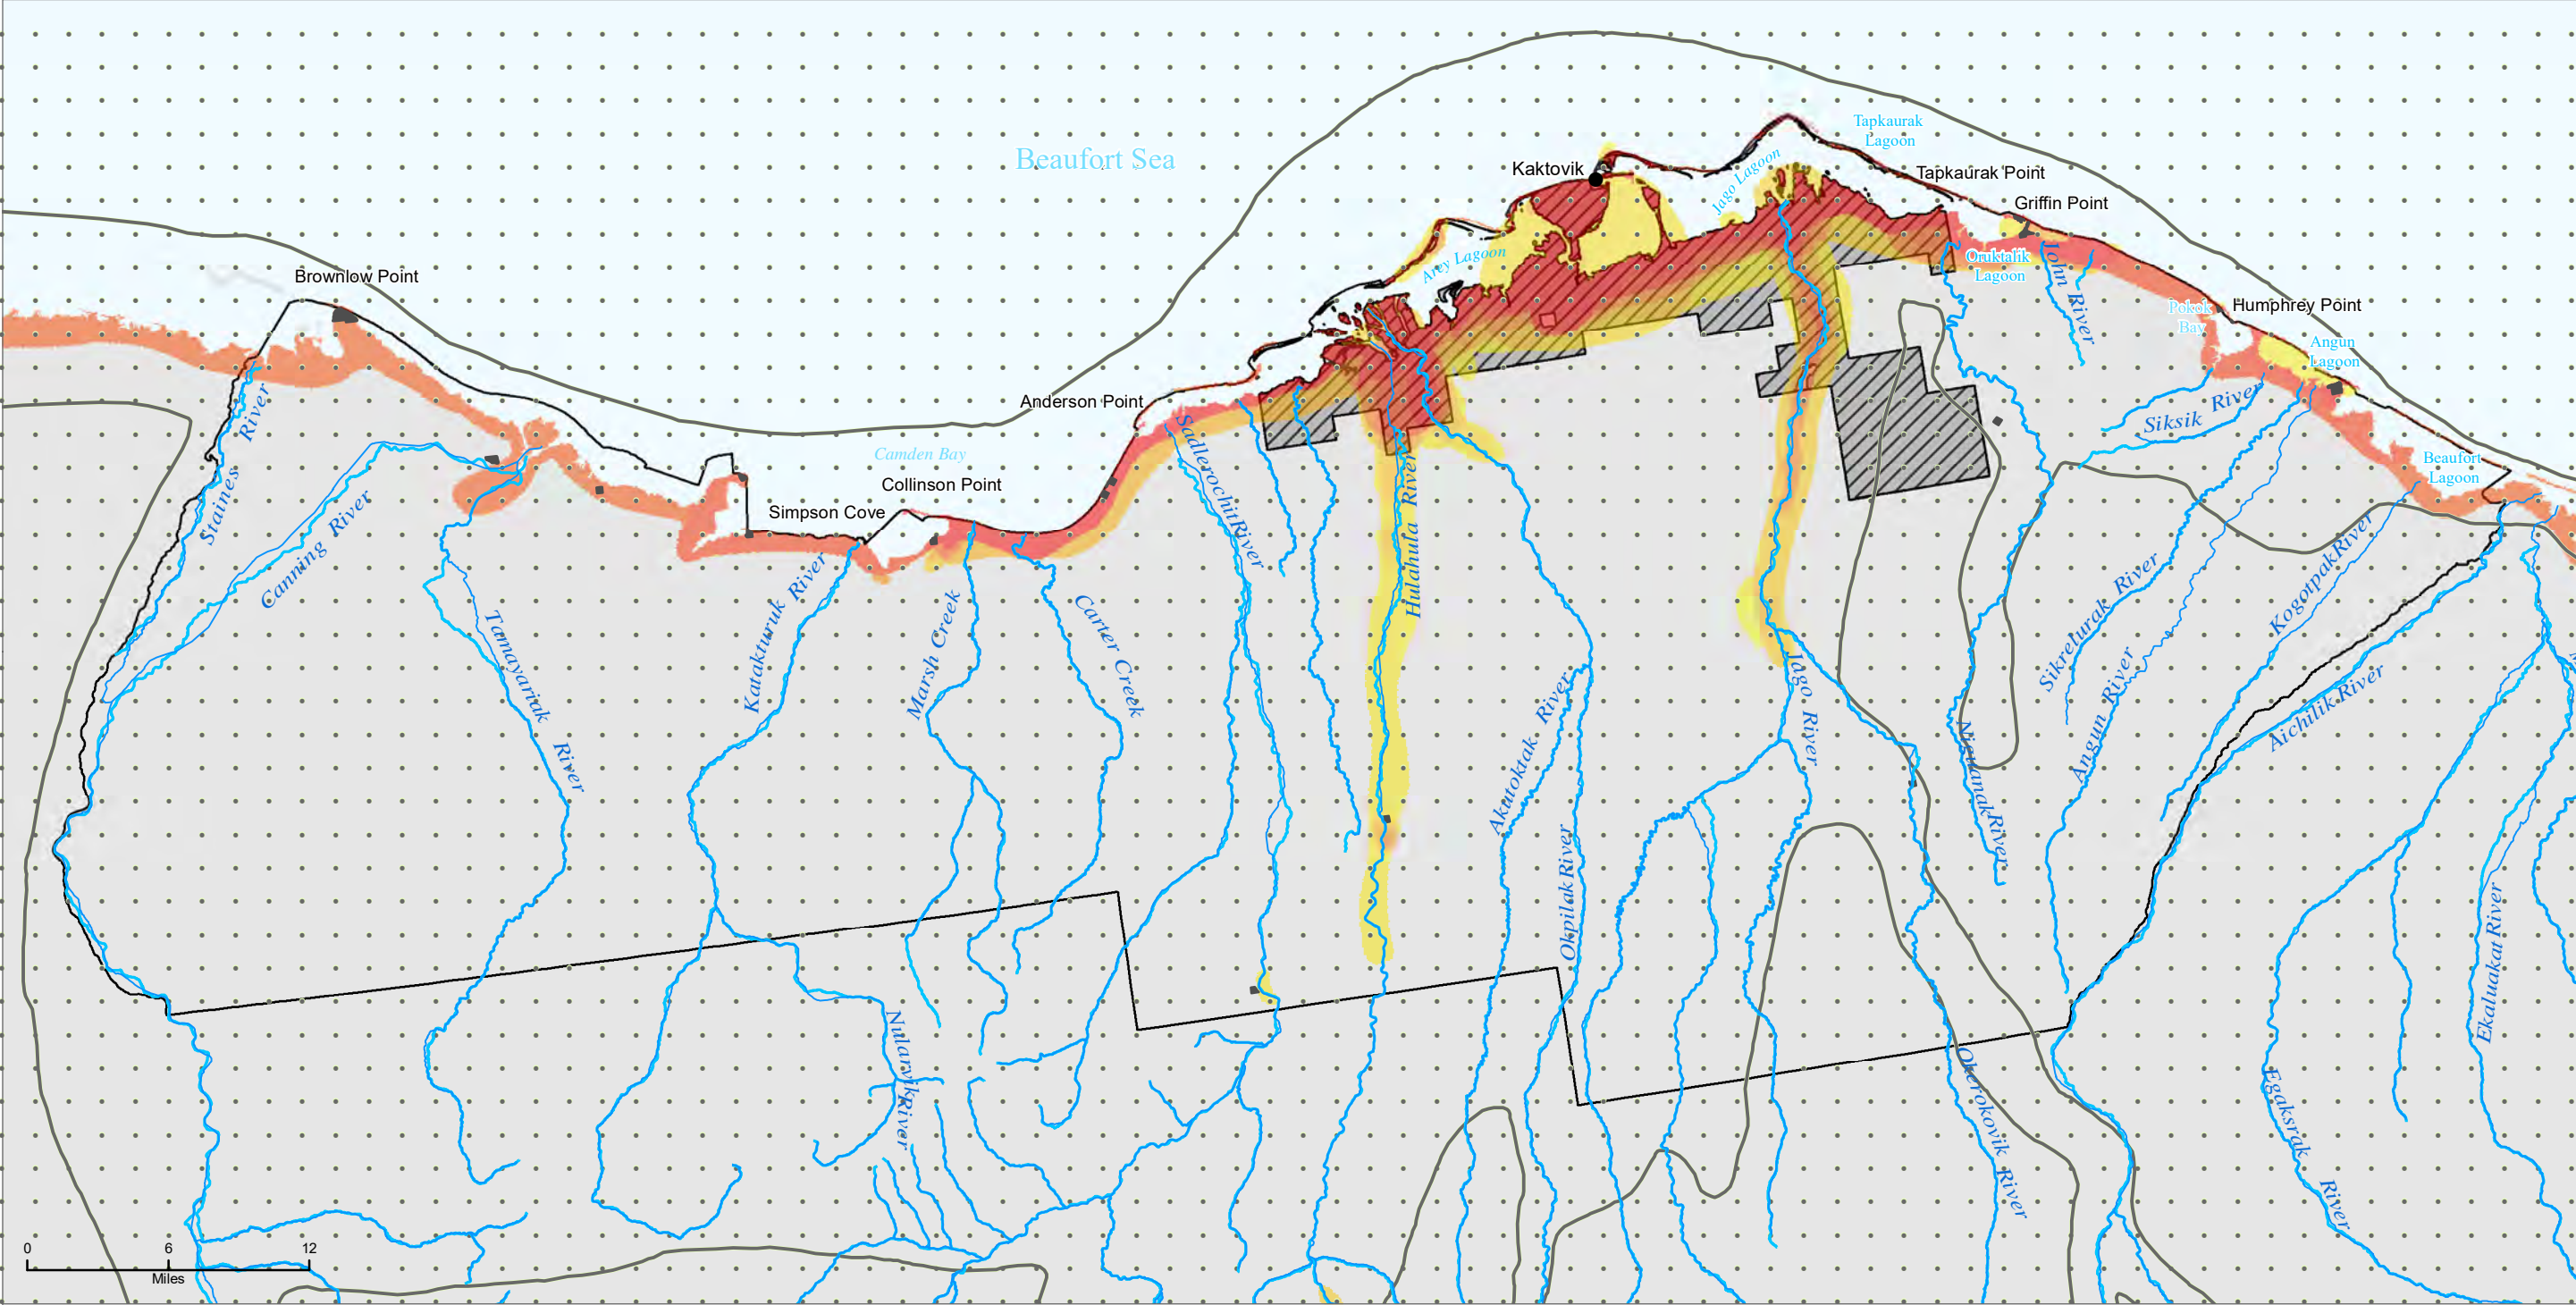 Beaufort Sea
Tapkaurak
Lagoon
Kaktovik
Jago Lagoon
Tapkaurak Point
Griffin Point
Arey Lagoon
Oruktalik
Lagoon
John River
Brownlow Point
Pokok
Bay
Humphrey Point
Angun
Lagoon
Anderson Point
Siksik River
Staines River
Camden Bay
Collinson Point
Simpson Cove
Beaufort
Lagoon
Canning River
Sadlerochit River
Hulahula River
Tamayariak River
Katakturuk River
Marsh Creek
Carter Creek
Sikrelurak River
Kogotpak River
Angun River
Aichilik River
Jago River
Akutoktak River
Okpilak River
Niguanak River
Ekaluakat River
Nularvik River
Okerokovik River
Egaksrak River
0 6 12
Miles